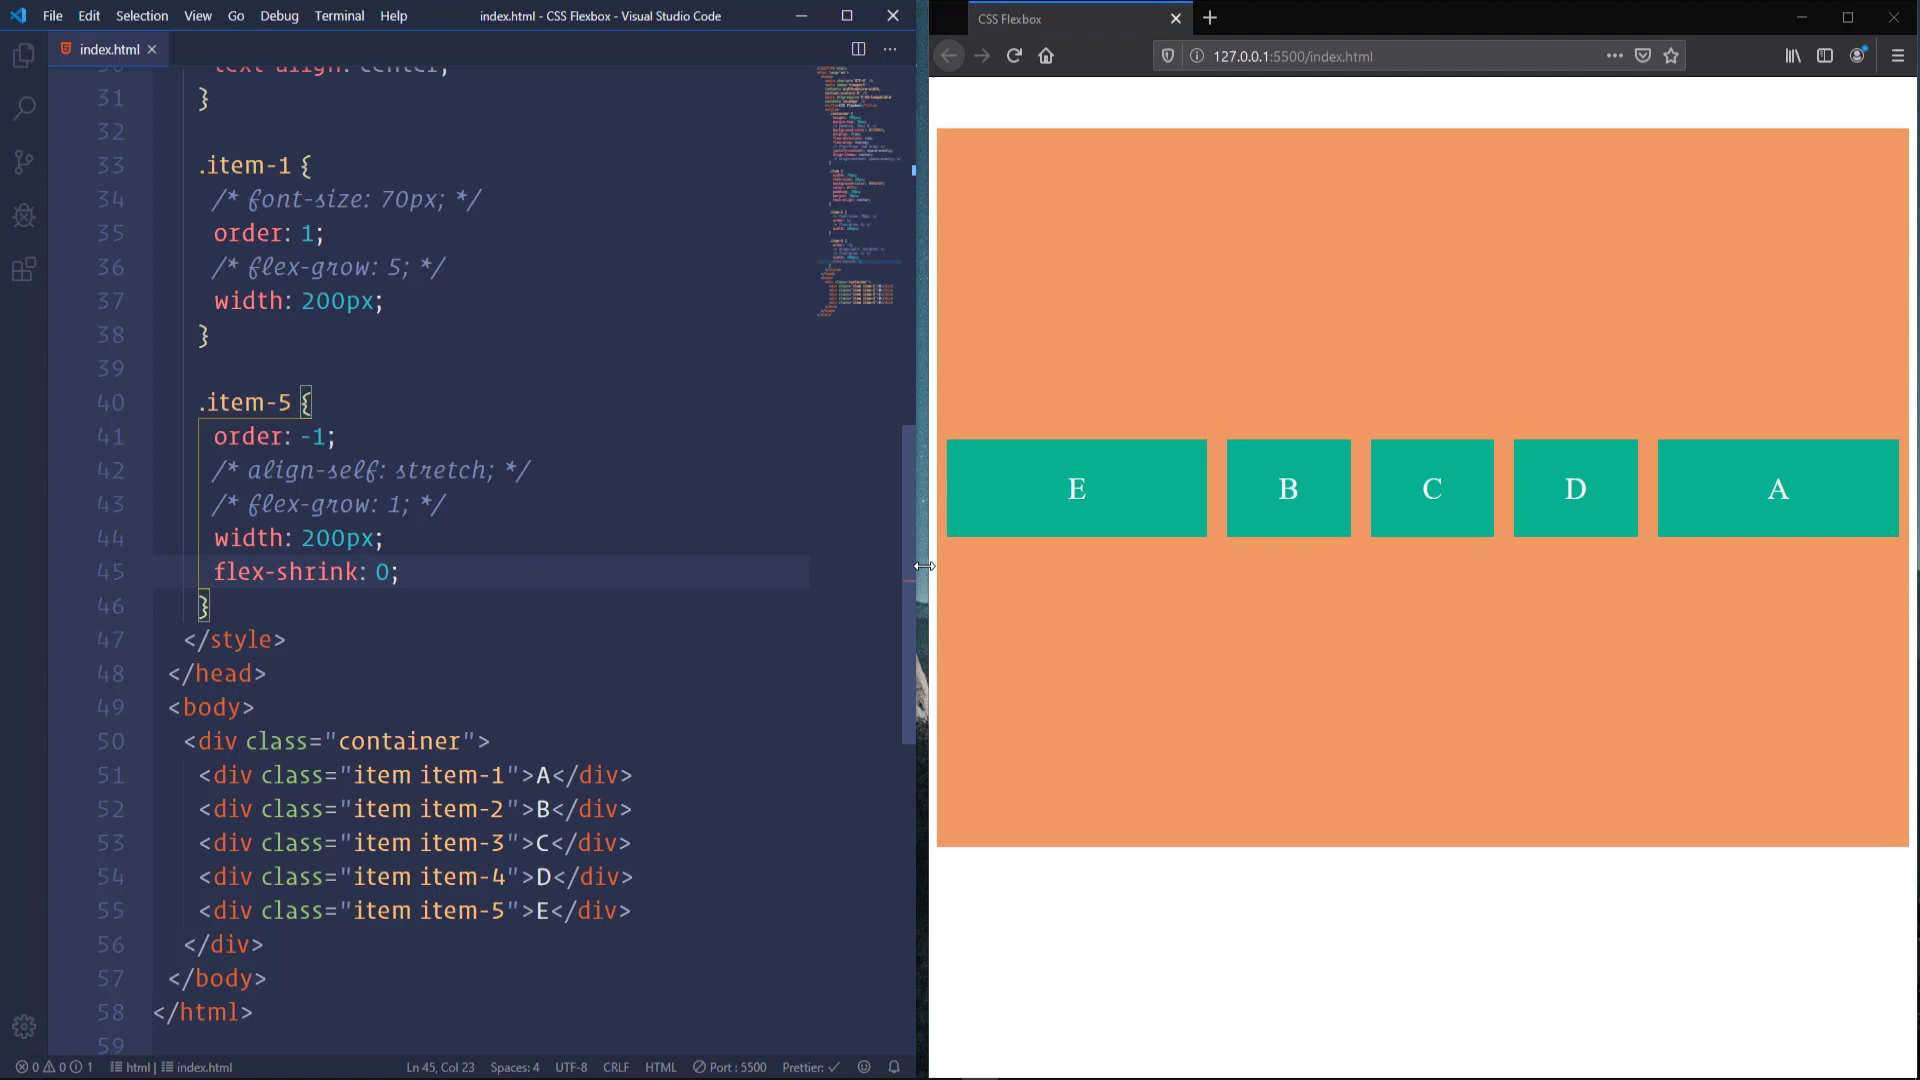 File Edit Selection View Go Debug Terminal Help index.html - CSS Flexbox - Visual Studio Code
index.html
text-align: center;
31 }
32
33 .item-1 {
34 /* font-size: 70px; */
35 order: 1;
36 /* flex-grow: 5; */
37 width: 200px;
38 }
39
40 .item-5 {
41 order: -1;
42 /* align-self: stretch; */
43 /* flex-grow: 1; */
44 width: 200px;
45 flex-shrink: 0;
46 }
47 </style>
48 </head>
49 <body>
50 <div class="container">
51 <div class="item item-1">A</div>
52 <div class="item item-2">B</div>
53 <div class="item item-3">C</div>
54 <div class="item item-4">D</div>
55 <div class="item item-5">E</div>
56 </div>
57 </body>
58 </html>
59
0 0 1 html index.html Ln 45, Col 23 Spaces: 4 UTF-8 CRLF HTML Port : 5500 Prettier: ✓
CSS Flexbox
127.0.0.1:5500/index.html
E B C D A